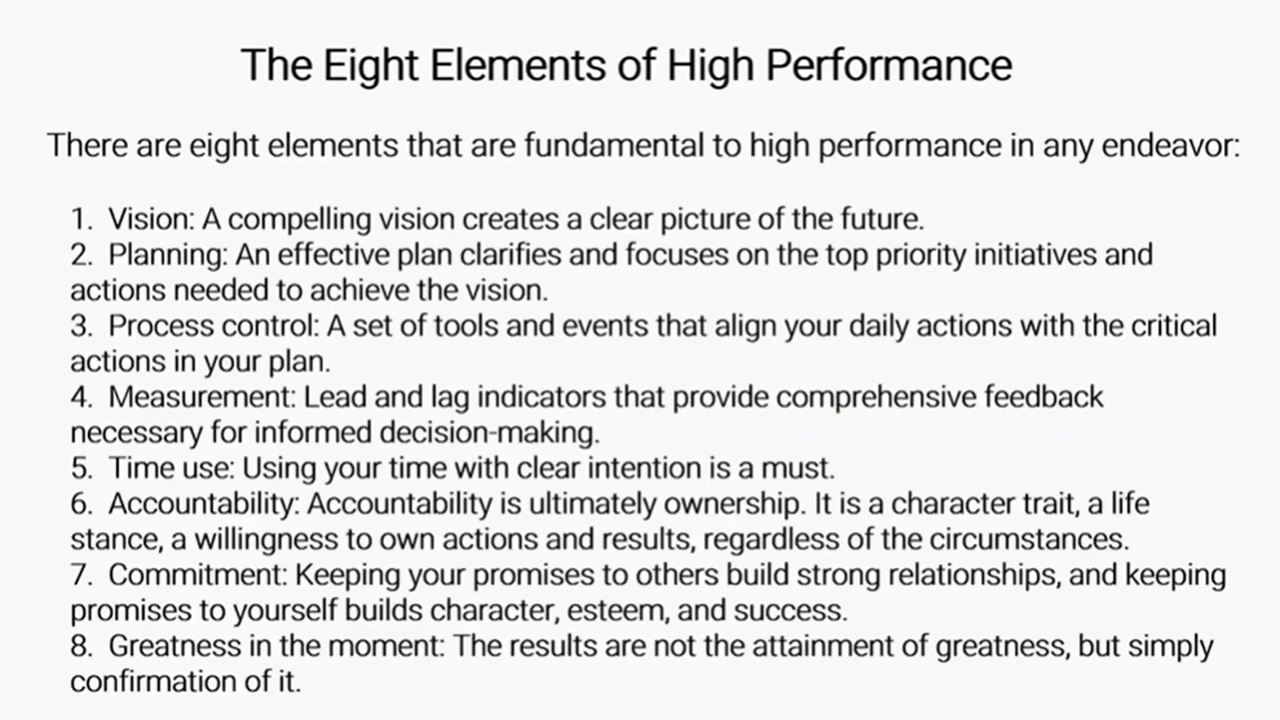 The Eight Elements of High Performance
There are eight elements that are fundamental to high performance in any endeavor:
1. Vision: A compelling vision creates a clear picture of the future.
2. Planning: An effective plan clarifies and focuses on the top priority initiatives and
actions needed to achieve the vision.
3. Process control: A set of tools and events that align your daily actions with the critical
actions in your plan.
4. Measurement: Lead and lag indicators that provide comprehensive feedback
necessary for informed decision-making.
5. Time use: Using your time with clear intention is a must.
6. Accountability: Accountability is ultimately ownership. It is a character trait, a life
stance, a willingness to own actions and results, regardless of the circumstances.
7. Commitment: Keeping your promises to others build strong relationships, and keeping
promises to yourself builds character, esteem, and success.
8. Greatness in the moment: The results are not the attainment of greatness, but simply
confirmation of it.